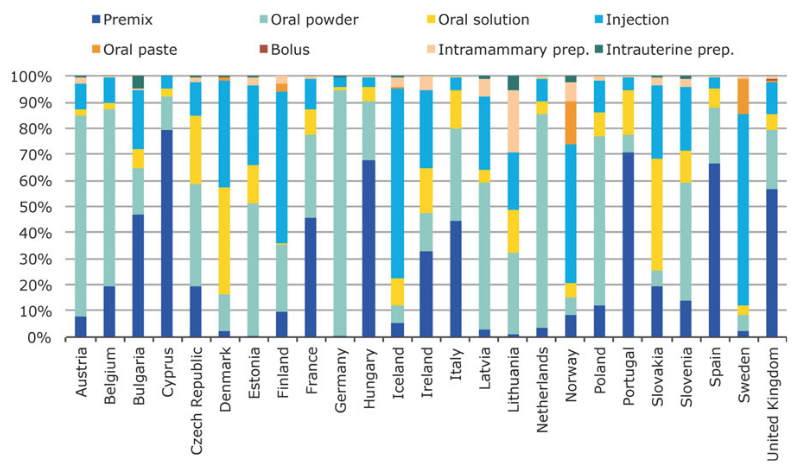 Premix Oral powder Oral solution Injection
Oral paste Bolus Intramammary prep. Intrauterine prep.
100%
90%
80%
70%
60%
50%
40%
30%
20%
10%
0%
Austria
Belgium
Bulgaria
Cyprus
Czech Republic
Denmark
Estonia
Finland
France
Germany
Hungary
Iceland
Ireland
Italy
Latvia
Lithuania
Netherlands
Norway
Poland
Portugal
Slovakia
Slovenia
Spain
Sweden
United Kingdom